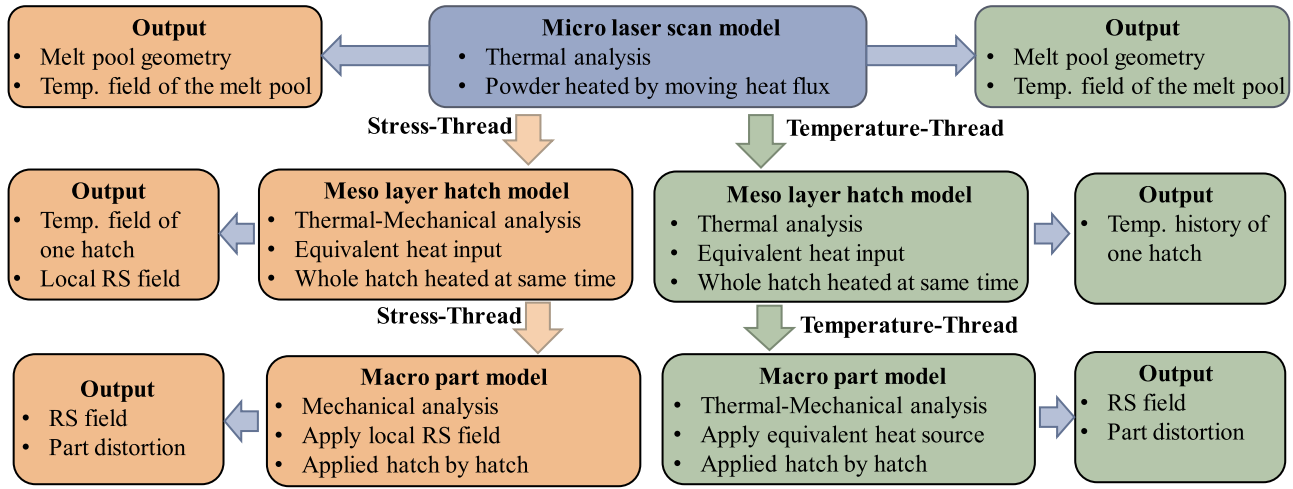 Output
• Melt pool geometry
• Temp. field of the melt pool
Micro laser scan model
• Thermal analysis
• Powder heated by moving heat flux
Output
• Melt pool geometry
• Temp. field of the melt pool
Stress-Thread
Temperature-Thread
Output
• Temp. field of
one hatch
• Local RS field
Meso layer hatch model
• Thermal-Mechanical analysis
• Equivalent heat input
• Whole hatch heated at same time
Meso layer hatch model
• Thermal analysis
• Equivalent heat input
• Whole hatch heated at same time
Output
• Temp. history of
one hatch
Stress-Thread
Temperature-Thread
Output
• RS field
• Part distortion
Macro part model
• Mechanical analysis
• Apply local RS field
• Applied hatch by hatch
Macro part model
• Thermal-Mechanical analysis
• Apply equivalent heat source
• Applied hatch by hatch
Output
• RS field
• Part distortion